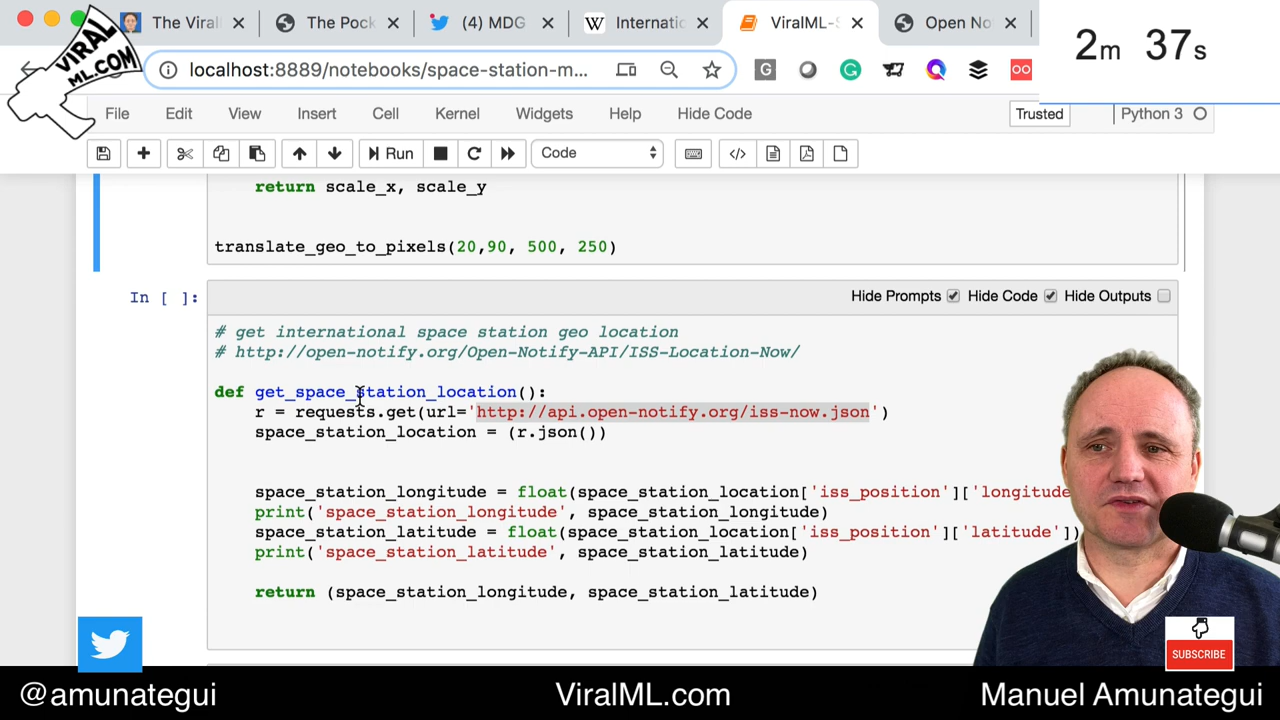 The Viral
The Pock
(4) MDG
Internatic
ViralML-S
Open No
2m 37s
VIRAL
ML.COM
localhost:8889/notebooks/space-station-m...
File Edit View Insert Cell Kernel Widgets Help Hide Code Trusted Python 3
Run Code
return scale_x, scale_y
translate_geo_to_pixels(20,90, 500, 250)
In [ ]:
Hide Prompts Hide Code Hide Outputs
# get international space station geo location
# http://open-notify.org/Open-Notify-API/ISS-Location-Now/
def get_space_station_location():
r = requests.get(url='http://api.open-notify.org/iss-now.json')
space_station_location = (r.json())
space_station_longitude = float(space_station_location['iss_position']['longitude
print('space_station_longitude', space_station_longitude)
space_station_latitude = float(space_station_location['iss_position']['latitude'])
print('space_station_latitude', space_station_latitude)
return (space_station_longitude, space_station_latitude)
SUBSCRIBE
@amunategui ViralML.com Manuel Amunategui